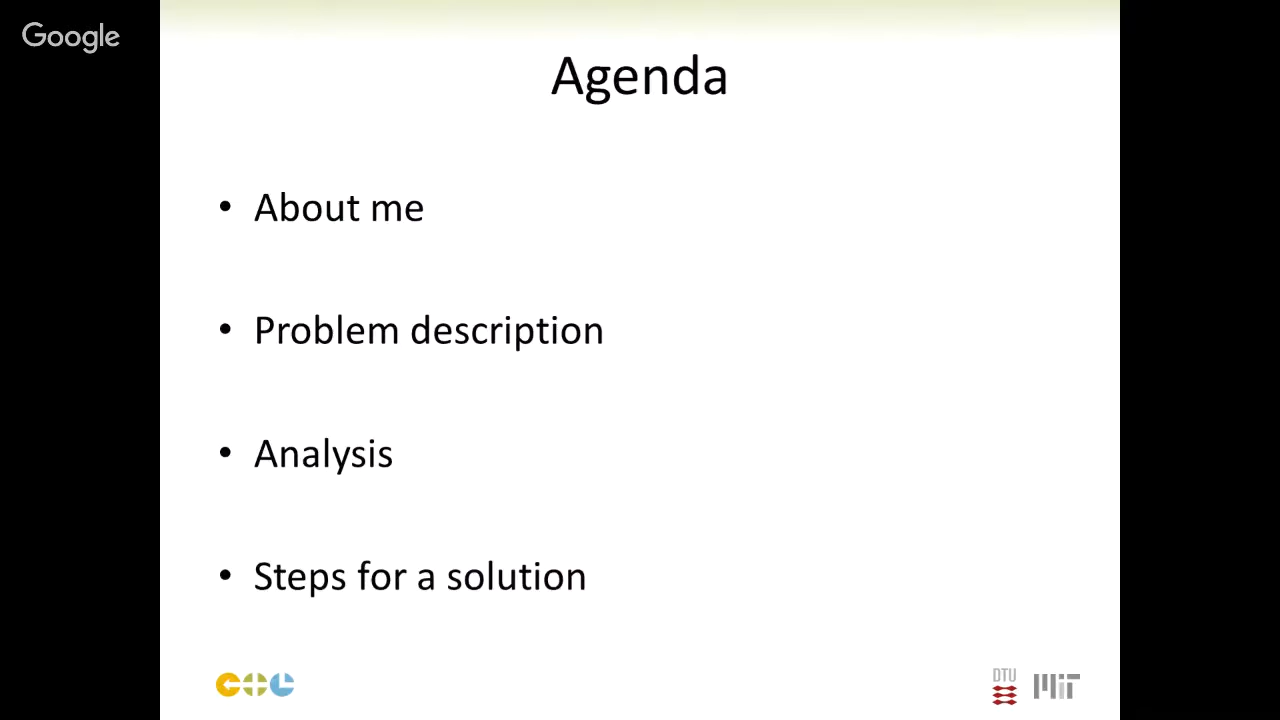 Google
Agenda
• About me
• Problem description
• Analysis
• Steps for a solution
DTU
MIT